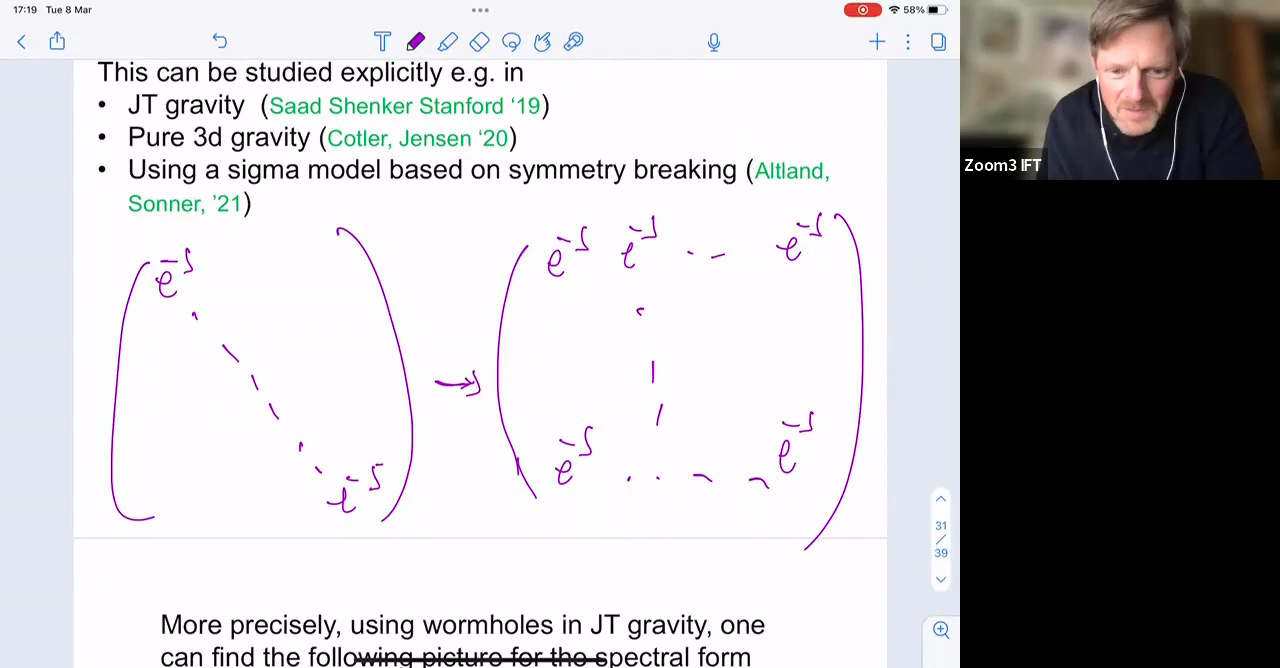 17:19 Tue 8 Mar
58%
This can be studied explicitly e.g. in
• JT gravity (Saad Shenker Stanford ‘19)
• Pure 3d gravity (Cotler, Jensen ‘20)
• Using a sigma model based on symmetry breaking (Altland,
Sonner, ’21)
e^-S e^-S e^-S .. e^-S
→
e^-S e^-S ... e^-S
31
39
More precisely, using wormholes in JT gravity, one
can find the following picture for the spectral form
Zoom3 IFT